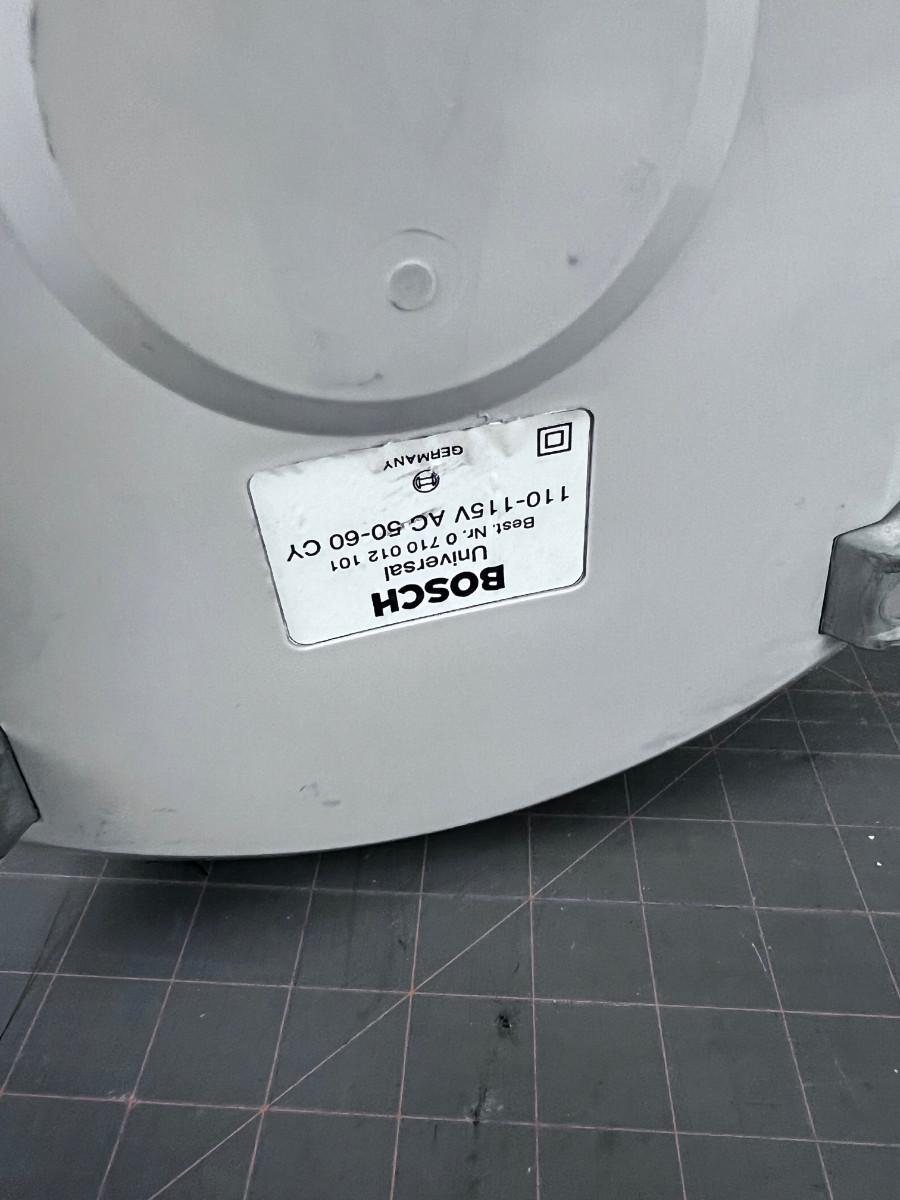 BOSCH
Universal
Best. Nr. 0 710 012 101
110-115V AC 50-60 CY
GERMANY